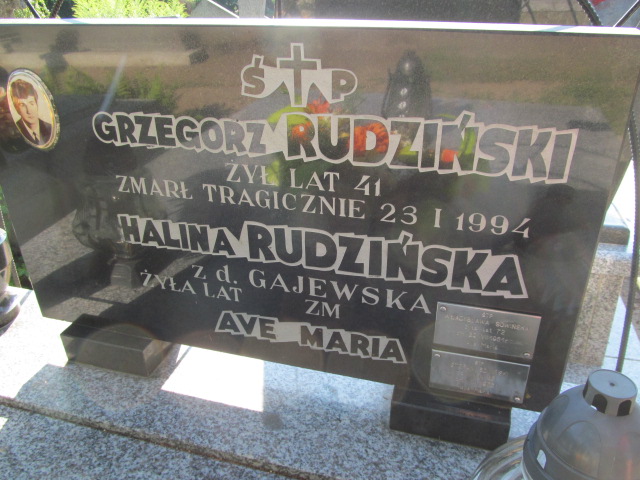 Ś P
GRZEGORZ RUDZIŃSKI
ŻYŁ LAT 41
ZMARŁ TRAGICZNIE 23 I 1994
HALINA RUDZIŃSKA
Z d. GAJEWSKA
ŻYŁA LAT ZM
AVE MARIA